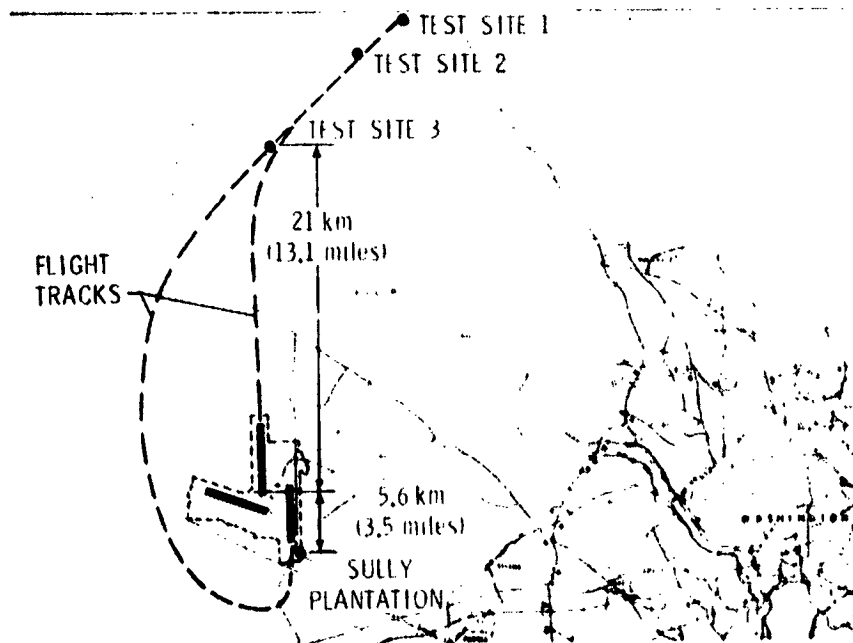 TEST SITE 1
TEST SITE 2
TEST SITE 3
21 km
(13.1 miles)
FLIGHT
TRACKS
5.6 km
(3.5 miles)
WASHINGTON
SULLY
PLANTATION